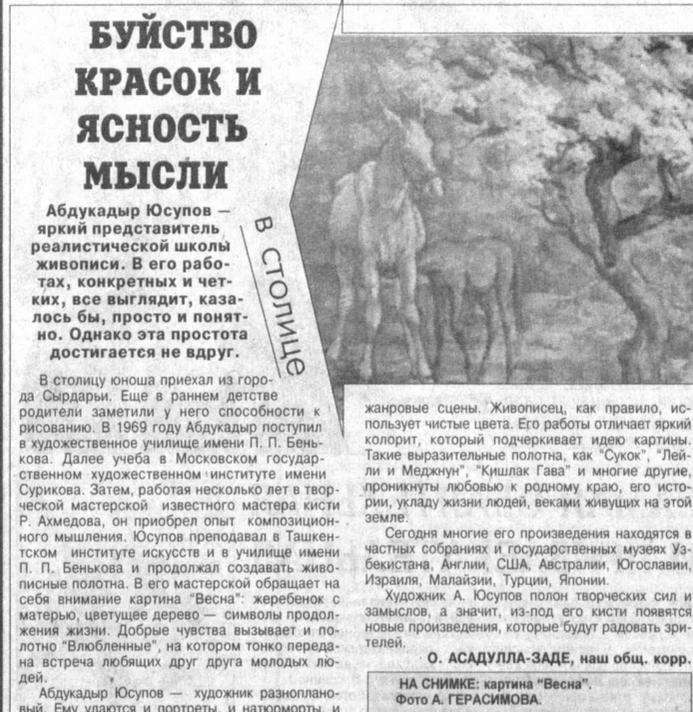 БУЙСТВО
КРАСОК И
ЯСНОСТЬ
МЫСЛИ
Абдукадыр Юсупов —
яркий представитель
реалистической школы
живописи. В его рабо-
тах, конкретных и чет-
ких, все выглядит, каза-
лось бы, просто и понят-
но. Однако эта простота
достигается не вдруг.
В СТОЛИЦЕ
В столицу юноша приехал из горо-
да Сырдарьи. Еще в раннем детстве
родители заметили у него способности к
рисованию. В 1969 году Абдукадыр поступил
в художественное училище имени П. П. Бень-
кова. Далее учеба в Московском государ-
ственном художественном институте имени
Сурикова. Затем, работая несколько лет в твор-
ческой мастерской известного мастера кисти
Р. Ахмедова, он приобрел опыт композицион-
ного мышления. Юсупов преподавал в Ташкен-
тском институте искусств и в училище имени
П. П. Бенькова и продолжал создавать живо-
писные полотна. В его мастерской обращает на
себя внимание картина "Весна": жеребенок с
матерью, цветущее дерево — символы продол-
жения жизни. Добрые чувства вызывает и по-
лотно "Влюбленные", на котором тонко переда-
на встреча любящих друг друга молодых лю-
дей.
Абдукадыр Юсупов — художник разноплано-
вый. Ему удаются и портреты, и натюрморты, и
жанровые сцены. Живописец, как правило, ис-
пользует чистые цвета. Его работы отличает яркий
колорит, который подчеркивает идею картины.
Такие выразительные полотна, как "Сукок", "Лей-
ли и Меджнун", "Кишлак Гава" и многие другие,
проникнуты любовью к родному краю, его исто-
рии, укладу жизни людей, веками живущих на этой
земле.
Сегодня многие его произведения находятся в
частных собраниях и государственных музеях Уз-
бекистана, Англии, США, Австралии, Югославии,
Израиля, Малайзии, Турции, Японии.
Художник А. Юсупов полон творческих сил и
замыслов, а значит, из-под его кисти появятся
новые произведения, которые будут радовать зри-
телей.
О. АСАДУЛЛА-ЗАДЕ, наш общ. корр.
НА СНИМКЕ: картина "Весна".
Фото А. ГЕРАСИМОВА.